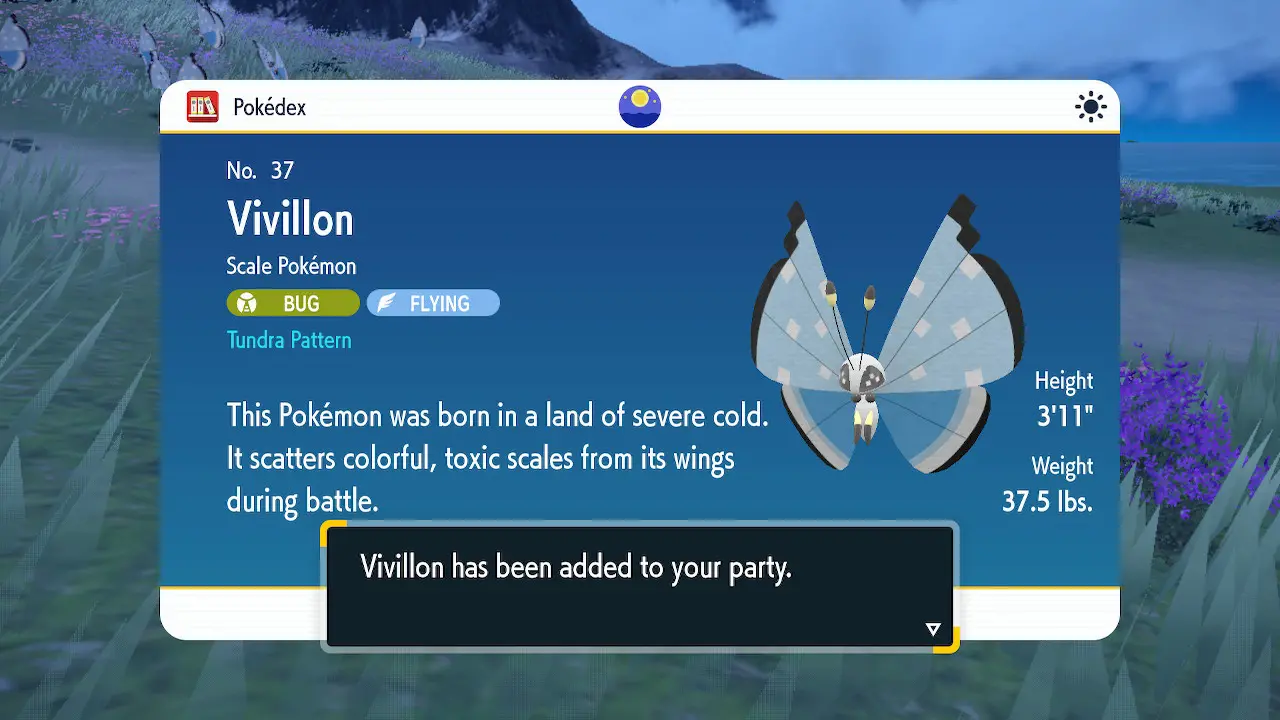 Pokédex
No. 37
Vivillon
Scale Pokémon
BUG FLYING
Tundra Pattern
This Pokémon was born in a land of severe cold.
It scatters colorful, toxic scales from its wings
during battle.
Height
3'11"
Weight
37.5 lbs.
Vivillon has been added to your party.